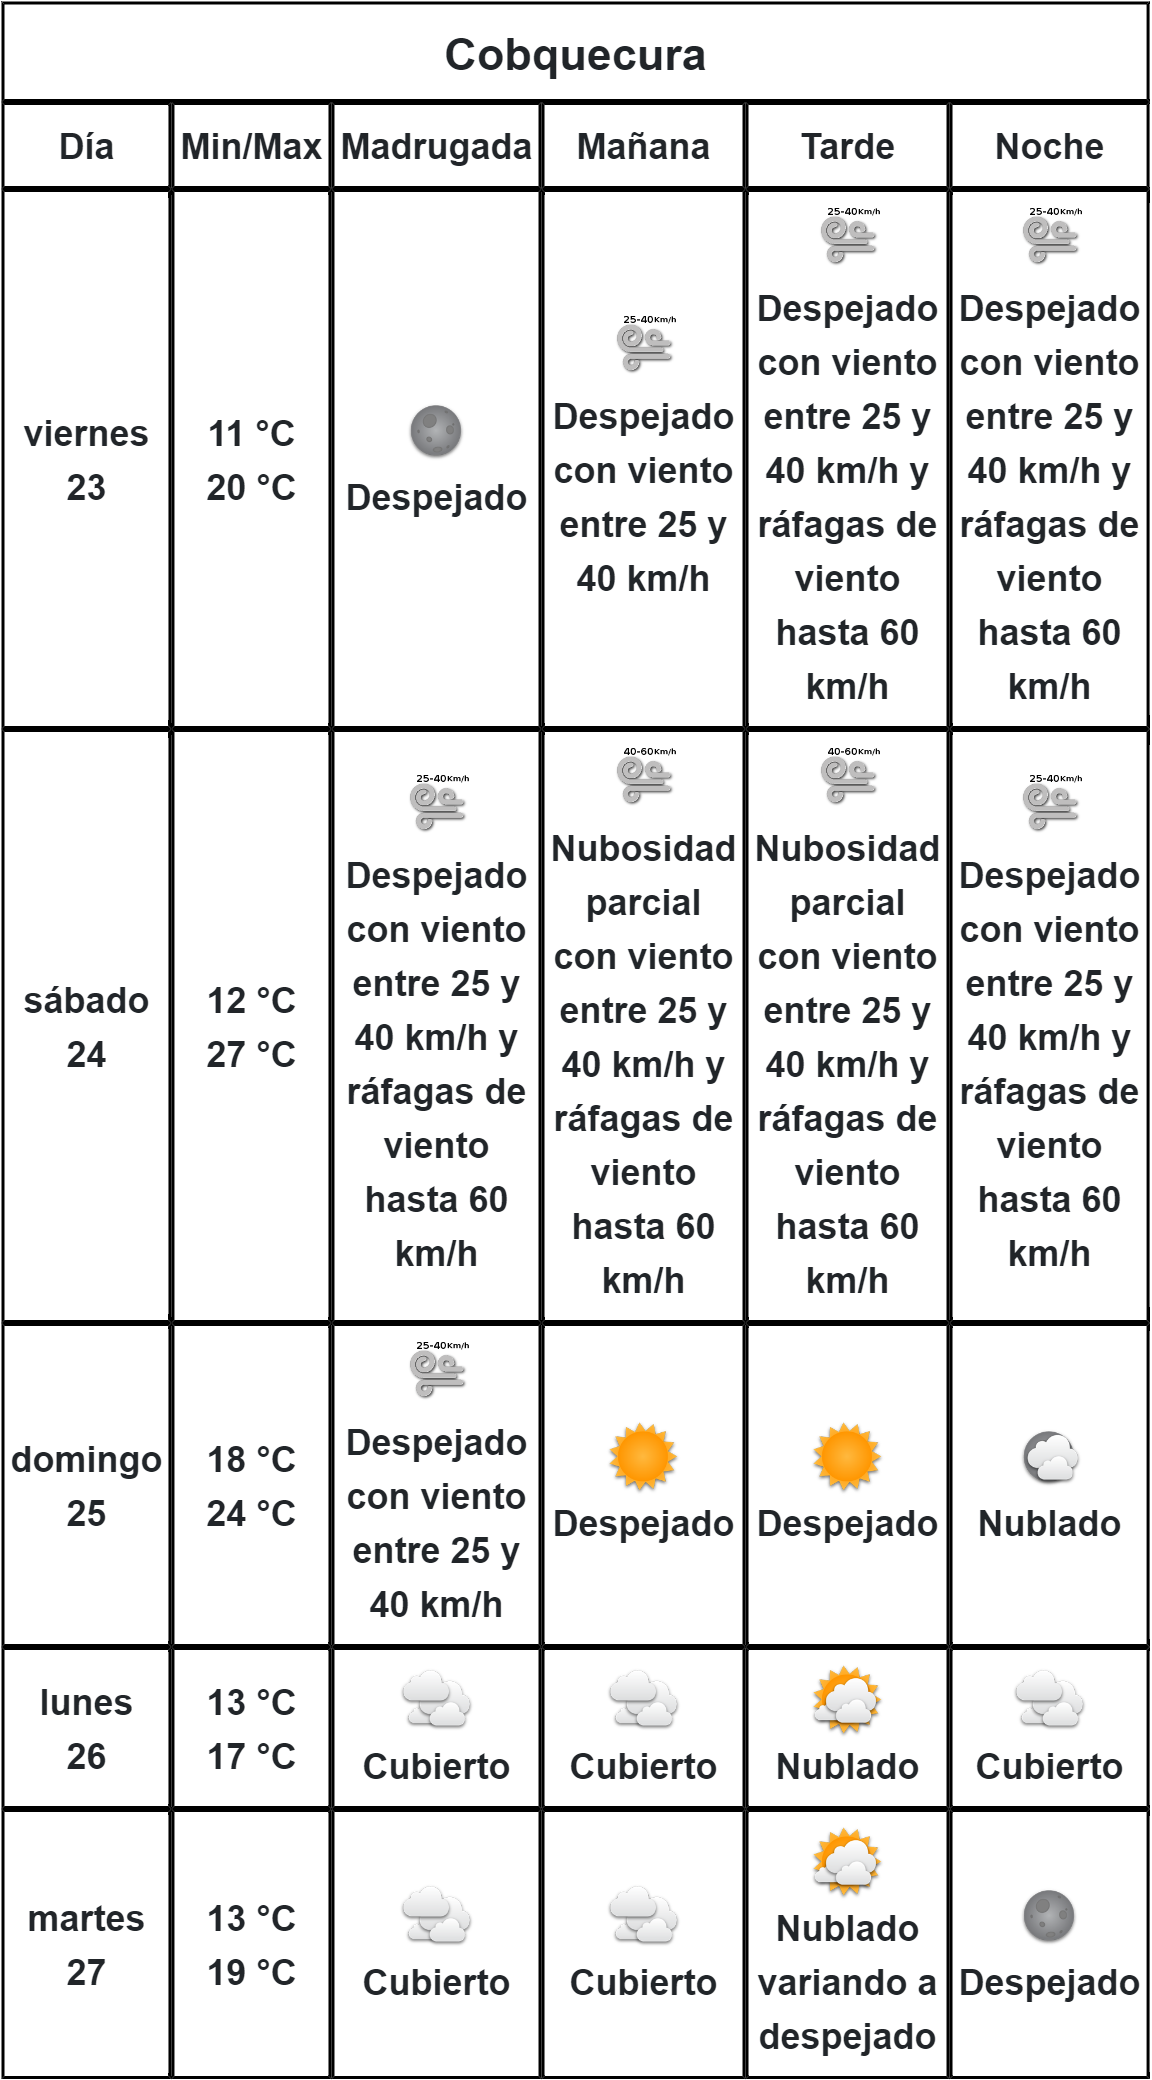 Cobquecura
Día
Min/Max
Madrugada
Mañana
Tarde
Noche
viernes
23
11 °C
20 °C
Despejado
25-40Km/h
Despejado
con viento
entre 25 y
40 km/h
25-40Km/h
Despejado
con viento
entre 25 y
40 km/h y
ráfagas de
viento
hasta 60
km/h
25-40Km/h
Despejado
con viento
entre 25 y
40 km/h y
ráfagas de
viento
hasta 60
km/h
sábado
24
12 °C
27 °C
25-40Km/h
Despejado
con viento
entre 25 y
40 km/h y
ráfagas de
viento
hasta 60
km/h
40-60Km/h
Nubosidad
parcial
con viento
entre 25 y
40 km/h y
ráfagas de
viento
hasta 60
km/h
40-60Km/h
Nubosidad
parcial
con viento
entre 25 y
40 km/h y
ráfagas de
viento
hasta 60
km/h
25-40Km/h
Despejado
con viento
entre 25 y
40 km/h y
ráfagas de
viento
hasta 60
km/h
domingo
25
18 °C
24 °C
25-40Km/h
Despejado
con viento
entre 25 y
40 km/h
Despejado
Despejado
Nublado
lunes
26
13 °C
17 °C
Cubierto
Cubierto
Nublado
Cubierto
martes
27
13 °C
19 °C
Cubierto
Cubierto
Nublado
variando a
despejado
Despejado